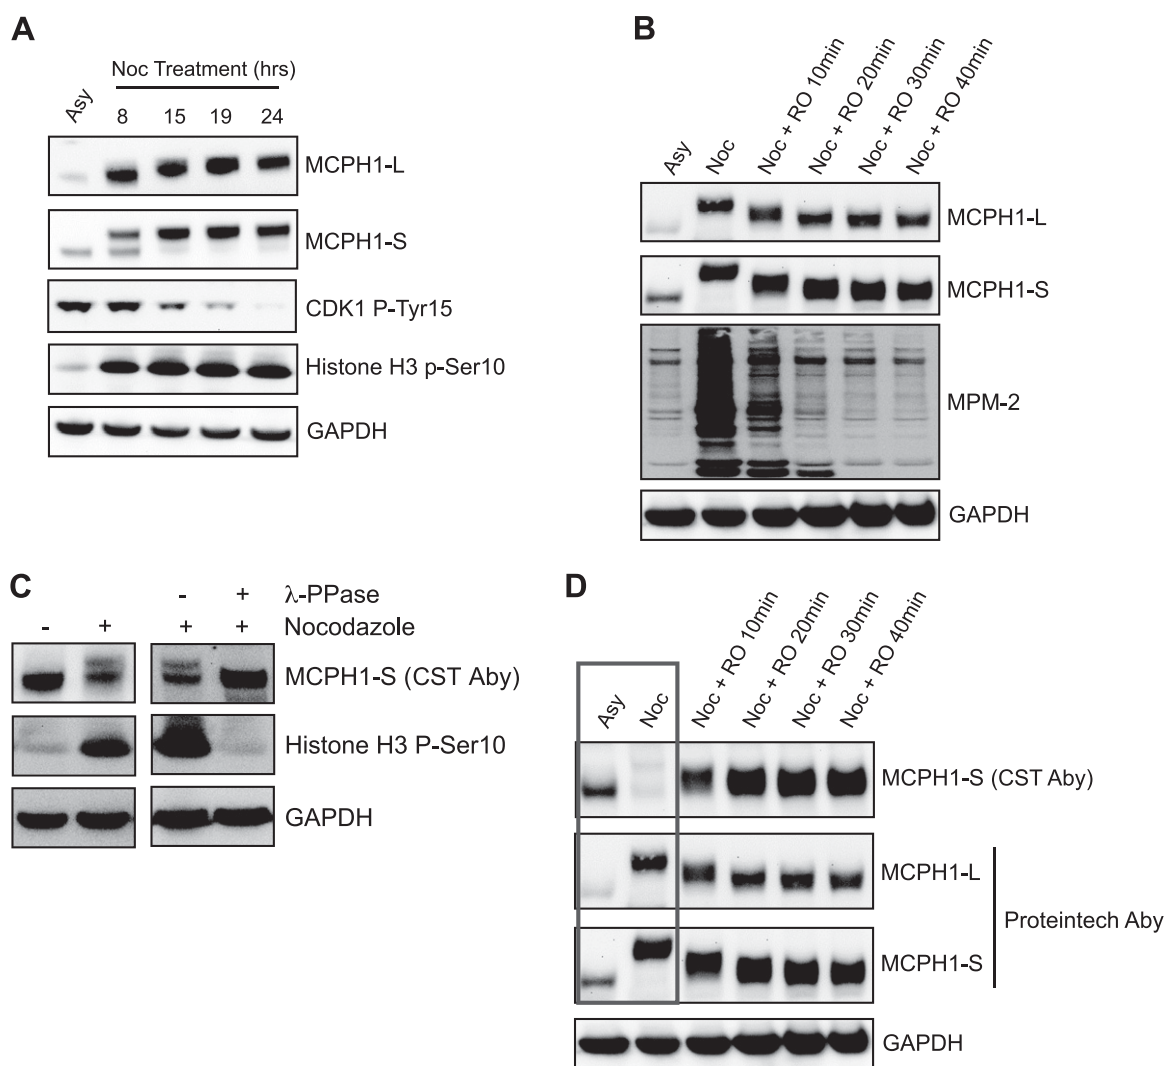 A
Noc Treatment (hrs)
Asy 8 15 19 24
MCPH1-L
MCPH1-S
CDK1 P-Tyr15
Histone H3 p-Ser10
GAPDH
B
Asy Noc Noc + RO 10min Noc + RO 20min Noc + RO 30min Noc + RO 40min
MCPH1-L
MCPH1-S
MPM-2
GAPDH
C
- + λ-PPase
- + + + Nocodazole
MCPH1-S (CST Aby)
Histone H3 P-Ser10
GAPDH
D
Asy Noc Noc + RO 10min Noc + RO 20min Noc + RO 30min Noc + RO 40min
MCPH1-S (CST Aby)
MCPH1-L
Proteintech Aby
MCPH1-S
GAPDH